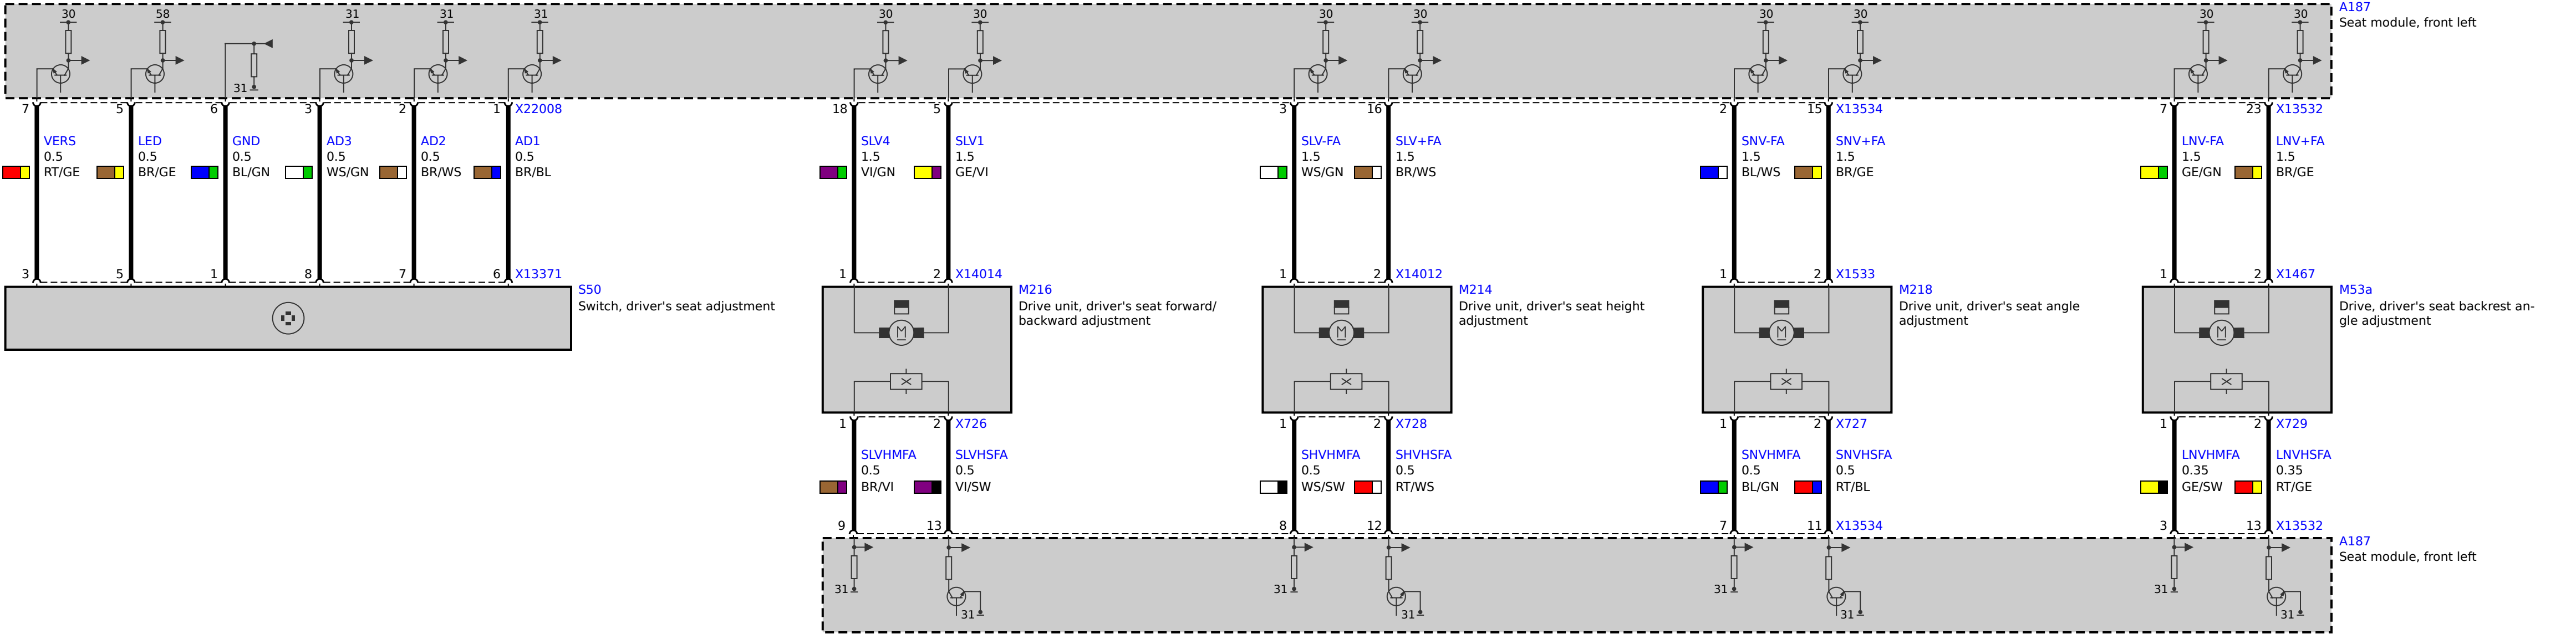 30 58 31 31 31 30 30 30 30 30 30 30 30 A187
Seat module, front left
31
7 5 6 3 2 1 X22008 18 5 3 16 2 15 X13534 7 23 X13532
VERS LED GND AD3 AD2 AD1 SLV4 SLV1 SLV-FA SLV+FA SNV-FA SNV+FA LNV-FA LNV+FA
0.5 0.5 0.5 0.5 0.5 0.5 1.5 1.5 1.5 1.5 1.5 1.5 1.5 1.5
RT/GE BR/GE BL/GN WS/GN BR/WS BR/BL VI/GN GE/VI WS/GN BR/WS BL/WS BR/GE GE/GN BR/GE
3 5 1 8 7 6 X13371 1 2 X14014 1 2 X14012 1 2 X1533 1 2 X1467
S50
Switch, driver's seat adjustment
M216
Drive unit, driver's seat forward/
backward adjustment
M214
Drive unit, driver's seat height
adjustment
M218
Drive unit, driver's seat angle
adjustment
M53a
Drive, driver's seat backrest an-
gle adjustment
M M M M
1 2 X726 1 2 X728 1 2 X727 1 2 X729
SLVHMFA SLVHSFA SHVHMFA SHVHSFA SNVHMFA SNVHSFA LNVHMFA LNVHSFA
0.5 0.5 0.5 0.5 0.5 0.5 0.35 0.35
BR/VI VI/SW WS/SW RT/WS BL/GN RT/BL GE/SW RT/GE
9 13 8 12 7 11 X13534 3 13 X13532
A187
Seat module, front left
31 31 31 31
31 31 31 31